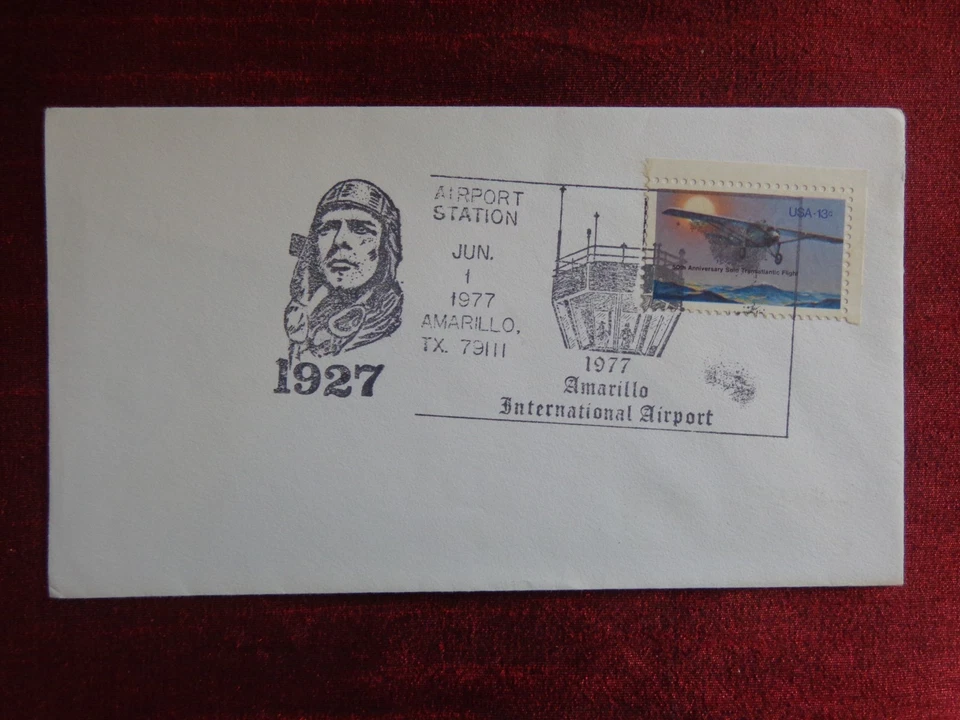 AIRPORT
STATION
JUN.
1
1977
AMARILLO,
TX. 79111
1927
USA·13c
50th Anniversary Solo Transatlantic Flight
1977
Amarillo
International Airport